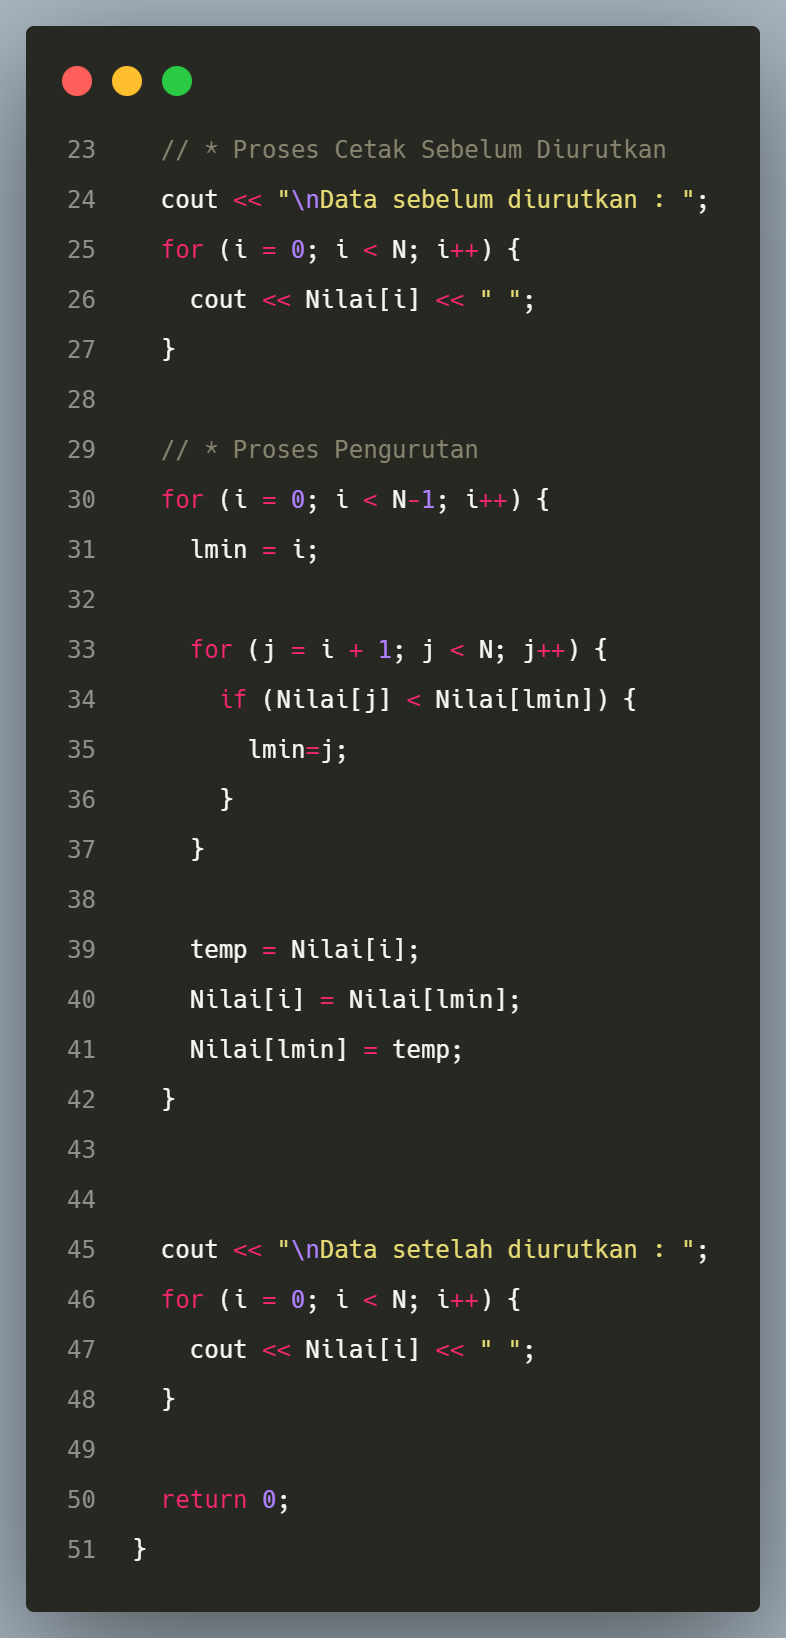 23 // * Proses Cetak Sebelum Diurutkan
24 cout << "\nData sebelum diurutkan : ";
25 for (i = 0; i < N; i++) {
26 cout << Nilai[i] << " ";
27 }
28
29 // * Proses Pengurutan
30 for (i = 0; i < N-1; i++) {
31 lmin = i;
32
33 for (j = i + 1; j < N; j++) {
34 if (Nilai[j] < Nilai[lmin]) {
35 lmin=j;
36 }
37 }
38
39 temp = Nilai[i];
40 Nilai[i] = Nilai[lmin];
41 Nilai[lmin] = temp;
42 }
43
44
45 cout << "\nData setelah diurutkan : ";
46 for (i = 0; i < N; i++) {
47 cout << Nilai[i] << " ";
48 }
49
50 return 0;
51 }